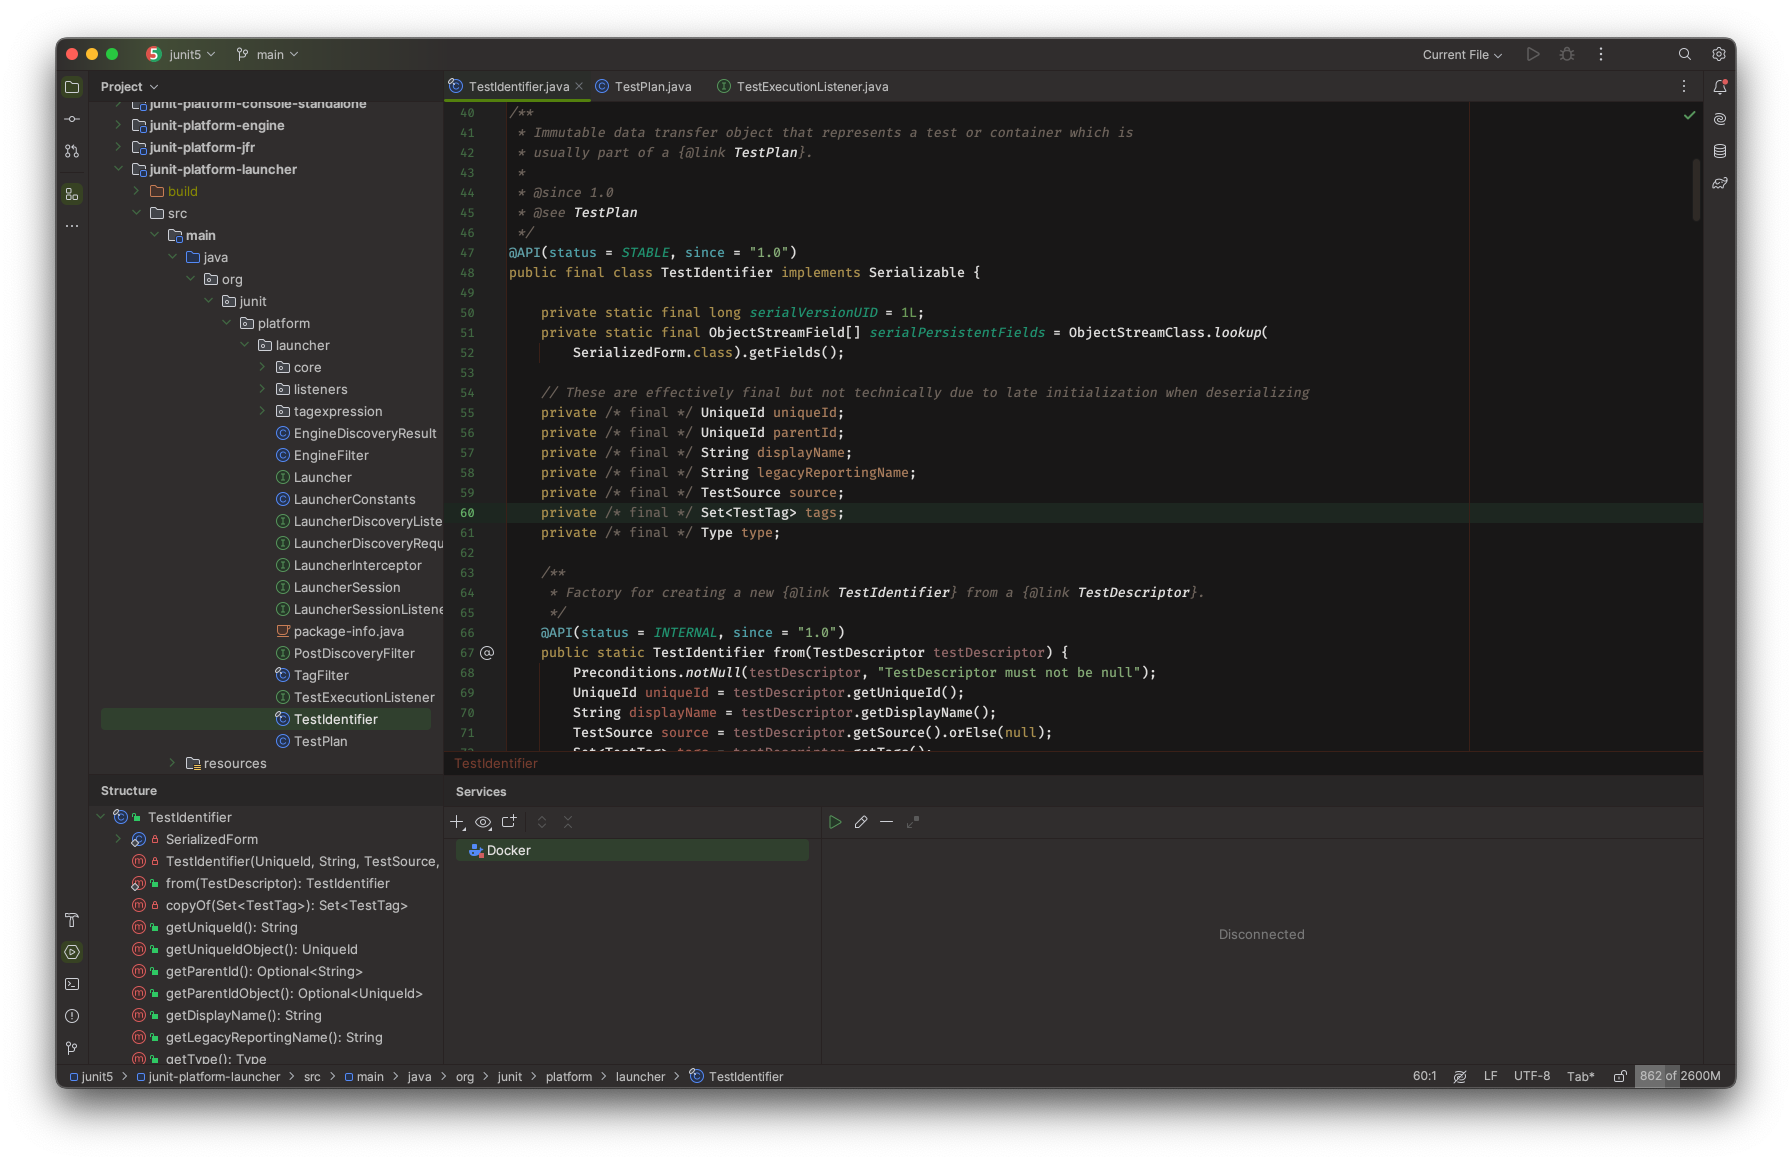 junit5
main
Current File
Project
TestIdentifier.java
TestPlan.java
TestExecutionListener.java
junit-platform-console-standalone
junit-platform-engine
junit-platform-jfr
junit-platform-launcher
build
src
main
java
org
junit
platform
launcher
core
listeners
tagexpression
EngineDiscoveryResult
EngineFilter
Launcher
LauncherConstants
LauncherDiscoveryListe
LauncherDiscoveryRequ
LauncherInterceptor
LauncherSession
LauncherSessionListene
package-info.java
PostDiscoveryFilter
TagFilter
TestExecutionListener
TestIdentifier
TestPlan
resources
40 /**
41 * Immutable data transfer object that represents a test or container which is
42 * usually part of a {@link TestPlan}.
43 *
44 * @since 1.0
45 * @see TestPlan
46 */
47 @API(status = STABLE, since = "1.0")
48 public final class TestIdentifier implements Serializable {
49
50 private static final long serialVersionUID = 1L;
51 private static final ObjectStreamField[] serialPersistentFields = ObjectStreamClass.lookup(
52 SerializedForm.class).getFields();
53
54 // These are effectively final but not technically due to late initialization when deserializing
55 private /* final */ UniqueId uniqueId;
56 private /* final */ UniqueId parentId;
57 private /* final */ String displayName;
58 private /* final */ String legacyReportingName;
59 private /* final */ TestSource source;
60 private /* final */ Set<TestTag> tags;
61 private /* final */ Type type;
62
63 /**
64 * Factory for creating a new {@link TestIdentifier} from a {@link TestDescriptor}.
65 */
66 @API(status = INTERNAL, since = "1.0")
67 public static TestIdentifier from(TestDescriptor testDescriptor) {
68 Preconditions.notNull(testDescriptor, "TestDescriptor must not be null");
69 UniqueId uniqueId = testDescriptor.getUniqueId();
70 String displayName = testDescriptor.getDisplayName();
71 TestSource source = testDescriptor.getSource().orElse(null);
72 Set<TestTag> tags = testDescriptor.getTags();
TestIdentifier
Structure
TestIdentifier
SerializedForm
TestIdentifier(UniqueId, String, TestSource,
from(TestDescriptor): TestIdentifier
copyOf(Set<TestTag>): Set<TestTag>
getUniqueId(): String
getUniqueIdObject(): UniqueId
getParentId(): Optional<String>
getParentIdObject(): Optional<UniqueId>
getDisplayName(): String
getLegacyReportingName(): String
getType(): Type
Services
Docker
Disconnected
junit5 > junit-platform-launcher > src > main > java > org > junit > platform > launcher > TestIdentifier
60:1 LF UTF-8 Tab* 862 of 2600M